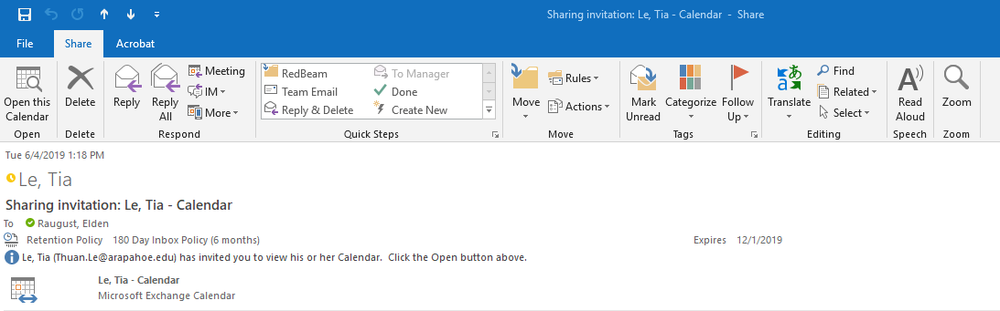 Sharing invitation: Le, Tia - Calendar - Share
File Share Acrobat
Open this Calendar
Delete
Reply
Reply All
Meeting
IM
More
RedBeam
To Manager
Team Email
Done
Reply & Delete
Create New
Move
Rules
Actions
Mark Unread
Categorize
Follow Up
Translate
Find
Related
Select
Read Aloud
Zoom
Open Delete Respond Quick Steps Move Tags Editing Speech Zoom
Tue 6/4/2019 1:18 PM
Le, Tia
Sharing invitation: Le, Tia - Calendar
To Raugust, Elden
Retention Policy 180 Day Inbox Policy (6 months) Expires 12/1/2019
Le, Tia (Thuan.Le@arapahoe.edu) has invited you to view his or her Calendar. Click the Open button above.
Le, Tia - Calendar
Microsoft Exchange Calendar